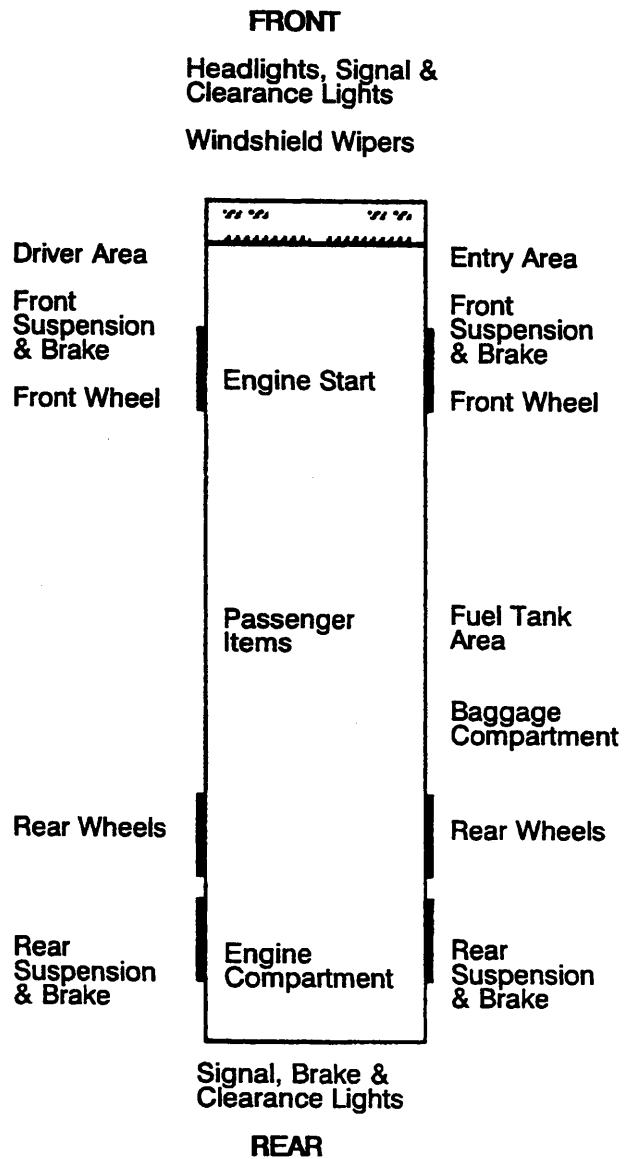 FRONT
Headlights, Signal &
Clearance Lights
Windshield Wipers
Driver Area
Entry Area
Front
Suspension
& Brake
Front
Suspension
& Brake
Engine Start
Front Wheel
Front Wheel
Passenger
Items
Fuel Tank
Area
Baggage
Compartment
Rear Wheels
Rear Wheels
Rear
Suspension
& Brake
Engine
Compartment
Rear
Suspension
& Brake
Signal, Brake &
Clearance Lights
REAR